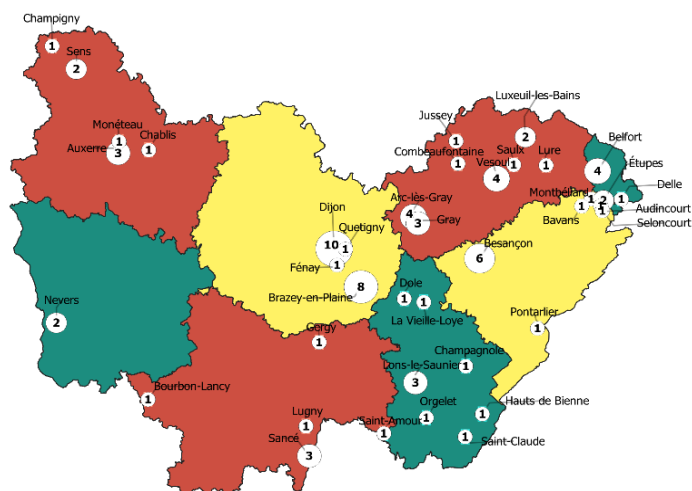 Champigny
1
Sens
2
Monéteau
1
Chablis
Auxerre
3
1
Luxeuil-les-Bains
Jussey
1
2
Combeaufontaine
1
Saulx
1
Lure
1
Vesoul
4
Belfort
4
Étupes
Delle
Montbéliard
1
2
1
Bavans
1
1
1
Audincourt
Seloncourt
Arc-lès-Gray
4
Gray
3
Dijon
10
Quetigny
1
Fénay
1
Brazey-en-Plaine
8
Besançon
6
Dole
1
1
La Vieille-Loye
Nevers
2
Pontarlier
1
Gergy
1
Champagnole
1
Lons-le-Saunier
3
Bourbon-Lancy
1
Orgelet
1
Hauts de Bienne
1
Lugny
1
Saint-Amour
1
Saint-Claude
1
Sancé
3